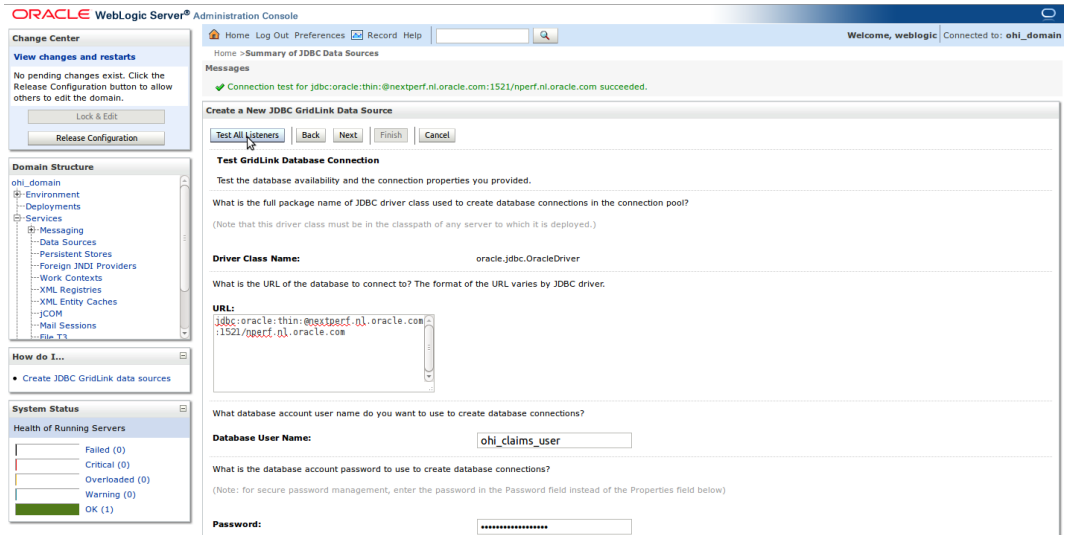 ORACLE WebLogic Server® Administration Console
Change Center
View changes and restarts
No pending changes exist. Click the
Release Configuration button to allow
others to edit the domain.
Lock & Edit
Release Configuration
Domain Structure
ohi_domain
Environment
Deployments
Services
Messaging
Data Sources
Persistent Stores
Foreign JNDI Providers
Work Contexts
XML Registries
XML Entity Caches
jCOM
Mail Sessions
File T3
How do I...
Create JDBC GridLink data sources
System Status
Health of Running Servers
Failed (0)
Critical (0)
Overloaded (0)
Warning (0)
OK (1)
Home Log Out Preferences Record Help
Welcome, weblogic Connected to: ohi_domain
Home >Summary of JDBC Data Sources
Messages
Connection test for jdbc:oracle:thin:@nextperf.nl.oracle.com:1521/nperf.nl.oracle.com succeeded.
Create a New JDBC GridLink Data Source
Test All Listeners Back Next Finish Cancel
Test GridLink Database Connection
Test the database availability and the connection properties you provided.
What is the full package name of JDBC driver class used to create database connections in the connection pool?
(Note that this driver class must be in the classpath of any server to which it is deployed.)
Driver Class Name: oracle.jdbc.OracleDriver
What is the URL of the database to connect to? The format of the URL varies by JDBC driver.
URL:
jdbc:oracle:thin:@nextperf.nl.oracle.com
:1521/nperf.nl.oracle.com
What database account user name do you want to use to create database connections?
Database User Name: ohi_claims_user
What is the database account password to use to create database connections?
(Note: for secure password management, enter the password in the Password field instead of the Properties field below)
Password: ••••••••••••••••••